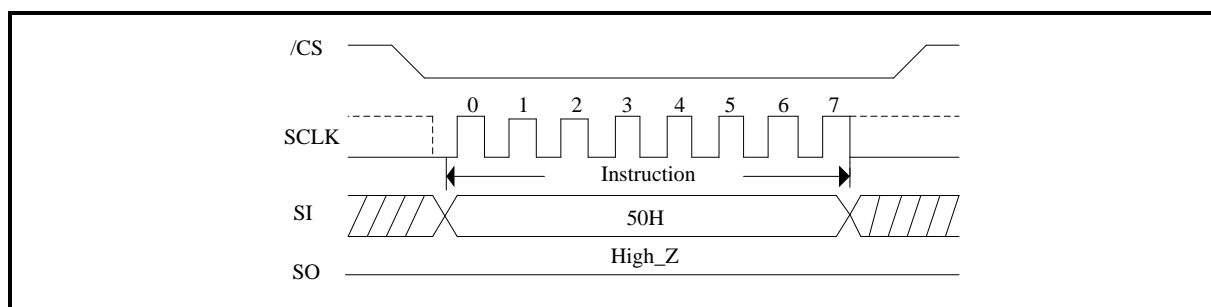 /CS
0 1 2 3 4 5 6 7
SCLK
Instruction
SI
50H
High_Z
SO